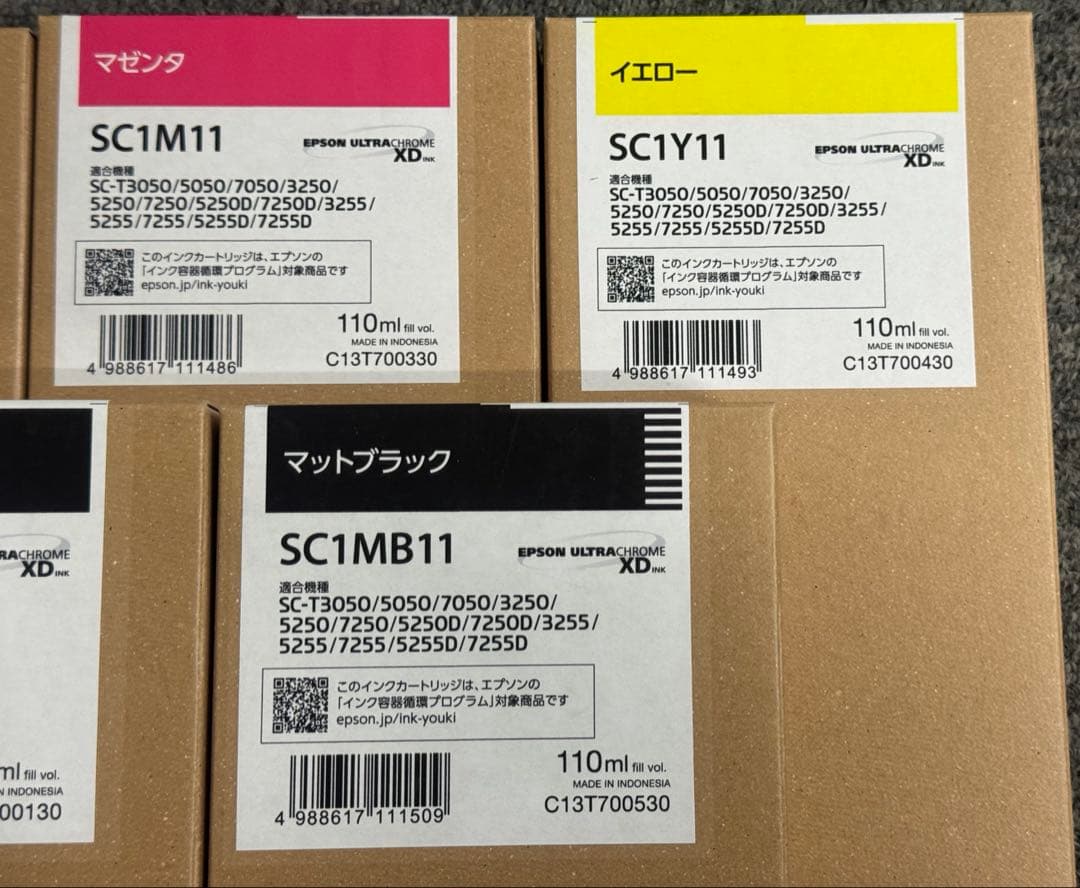 マゼンタ
SC1M11
EPSON ULTRACHROME
XD INK
適合機種
SC-T3050/5050/7050/3250/
5250/7250/5250D/7250D/3255/
5255/7255/5255D/7255D
このインクカートリッジは、エプソンの
「インク容器循環プログラム」対象商品です
epson.jp/ink-youki
110ml fill vol.
MADE IN INDONESIA
C13T700330
4 988617 111486
イエロー
SC1Y11
EPSON ULTRACHROME
XD INK
適合機種
SC-T3050/5050/7050/3250/
5250/7250/5250D/7250D/3255/
5255/7255/5255D/7255D
このインクカートリッジは、エプソンの
「インク容器循環プログラム」対象商品です
epson.jp/ink-youki
110ml fill vol.
MADE IN INDONESIA
C13T700430
4 988617 111493
RACHROME
XD INK
ml fill vol.
N INDONESIA
00130
マットブラック
SC1MB11
EPSON ULTRACHROME
XD INK
適合機種
SC-T3050/5050/7050/3250/
5250/7250/5250D/7250D/3255/
5255/7255/5255D/7255D
このインクカートリッジは、エプソンの
「インク容器循環プログラム」対象商品です
epson.jp/ink-youki
110ml fill vol.
MADE IN INDONESIA
C13T700530
4 988617 111509